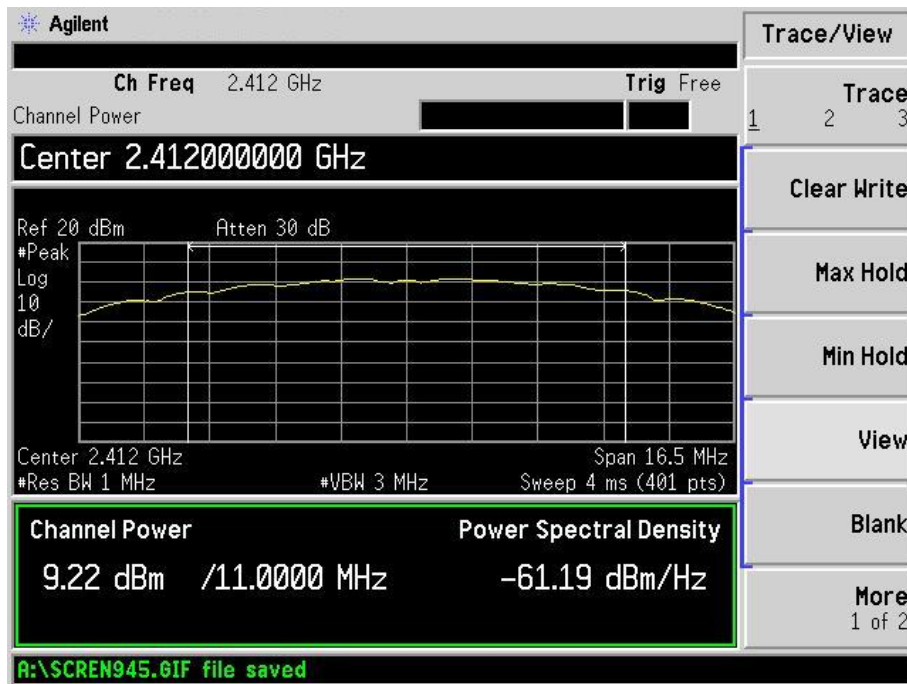 Agilent
Trace/View
Ch Freq 2.412 GHz Trig Free
Channel Power
Trace
1 2 3
Center 2.412000000 GHz
Clear Write
Ref 20 dBm Atten 30 dB
#Peak
Log
10
dB/
Max Hold
Min Hold
View
Center 2.412 GHz Span 16.5 MHz
#Res BW 1 MHz #VBW 3 MHz Sweep 4 ms (401 pts)
Blank
Channel Power Power Spectral Density
9.22 dBm /11.0000 MHz -61.19 dBm/Hz
More
1 of 2
A:\SCREN945.GIF file saved